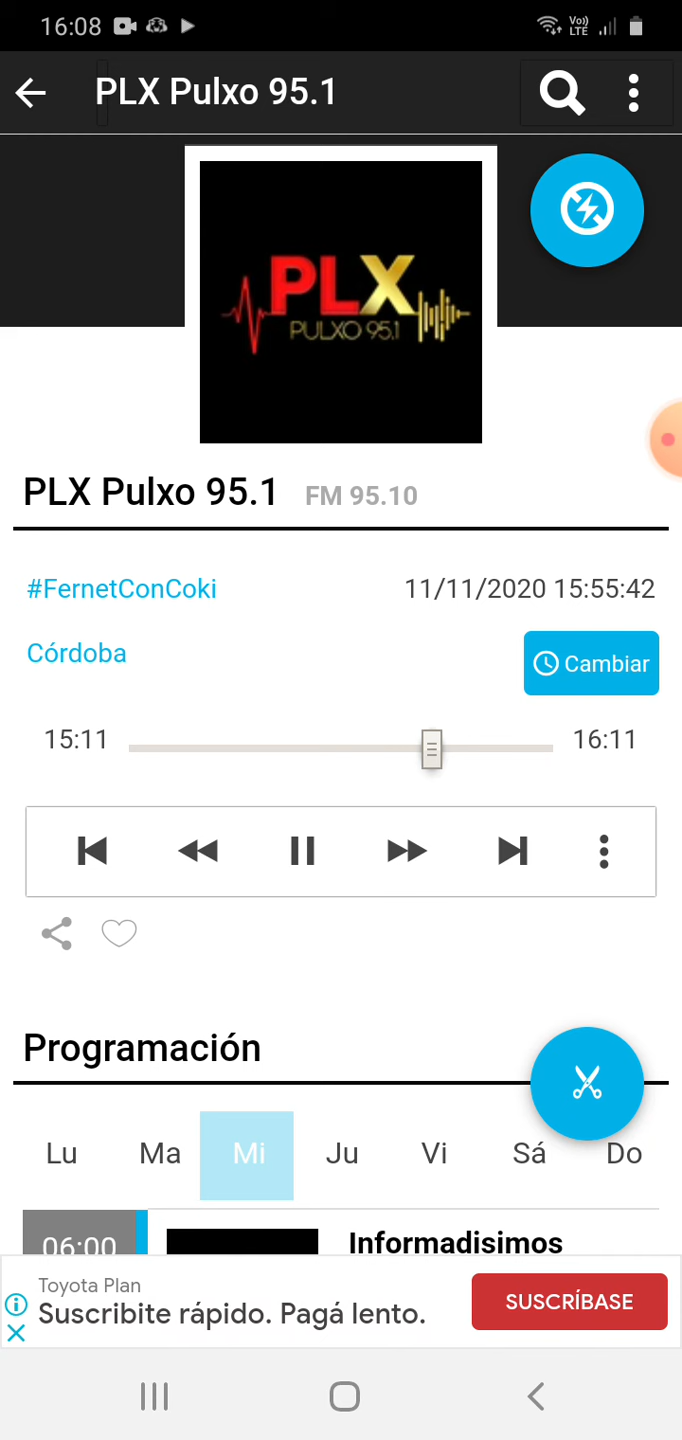 16:08
Vo)) LTE
PLX Pulxo 95.1
PLX
PULXO 95.1
PLX Pulxo 95.1 FM 95.10
#FernetConCoki 11/11/2020 15:55:42
Córdoba Cambiar
15:11 16:11
Programación
Lu Ma Mi Ju Vi Sá Do
06:00 Informadisimos
Toyota Plan
Suscribite rápido. Pagá lento. SUSCRÍBASE